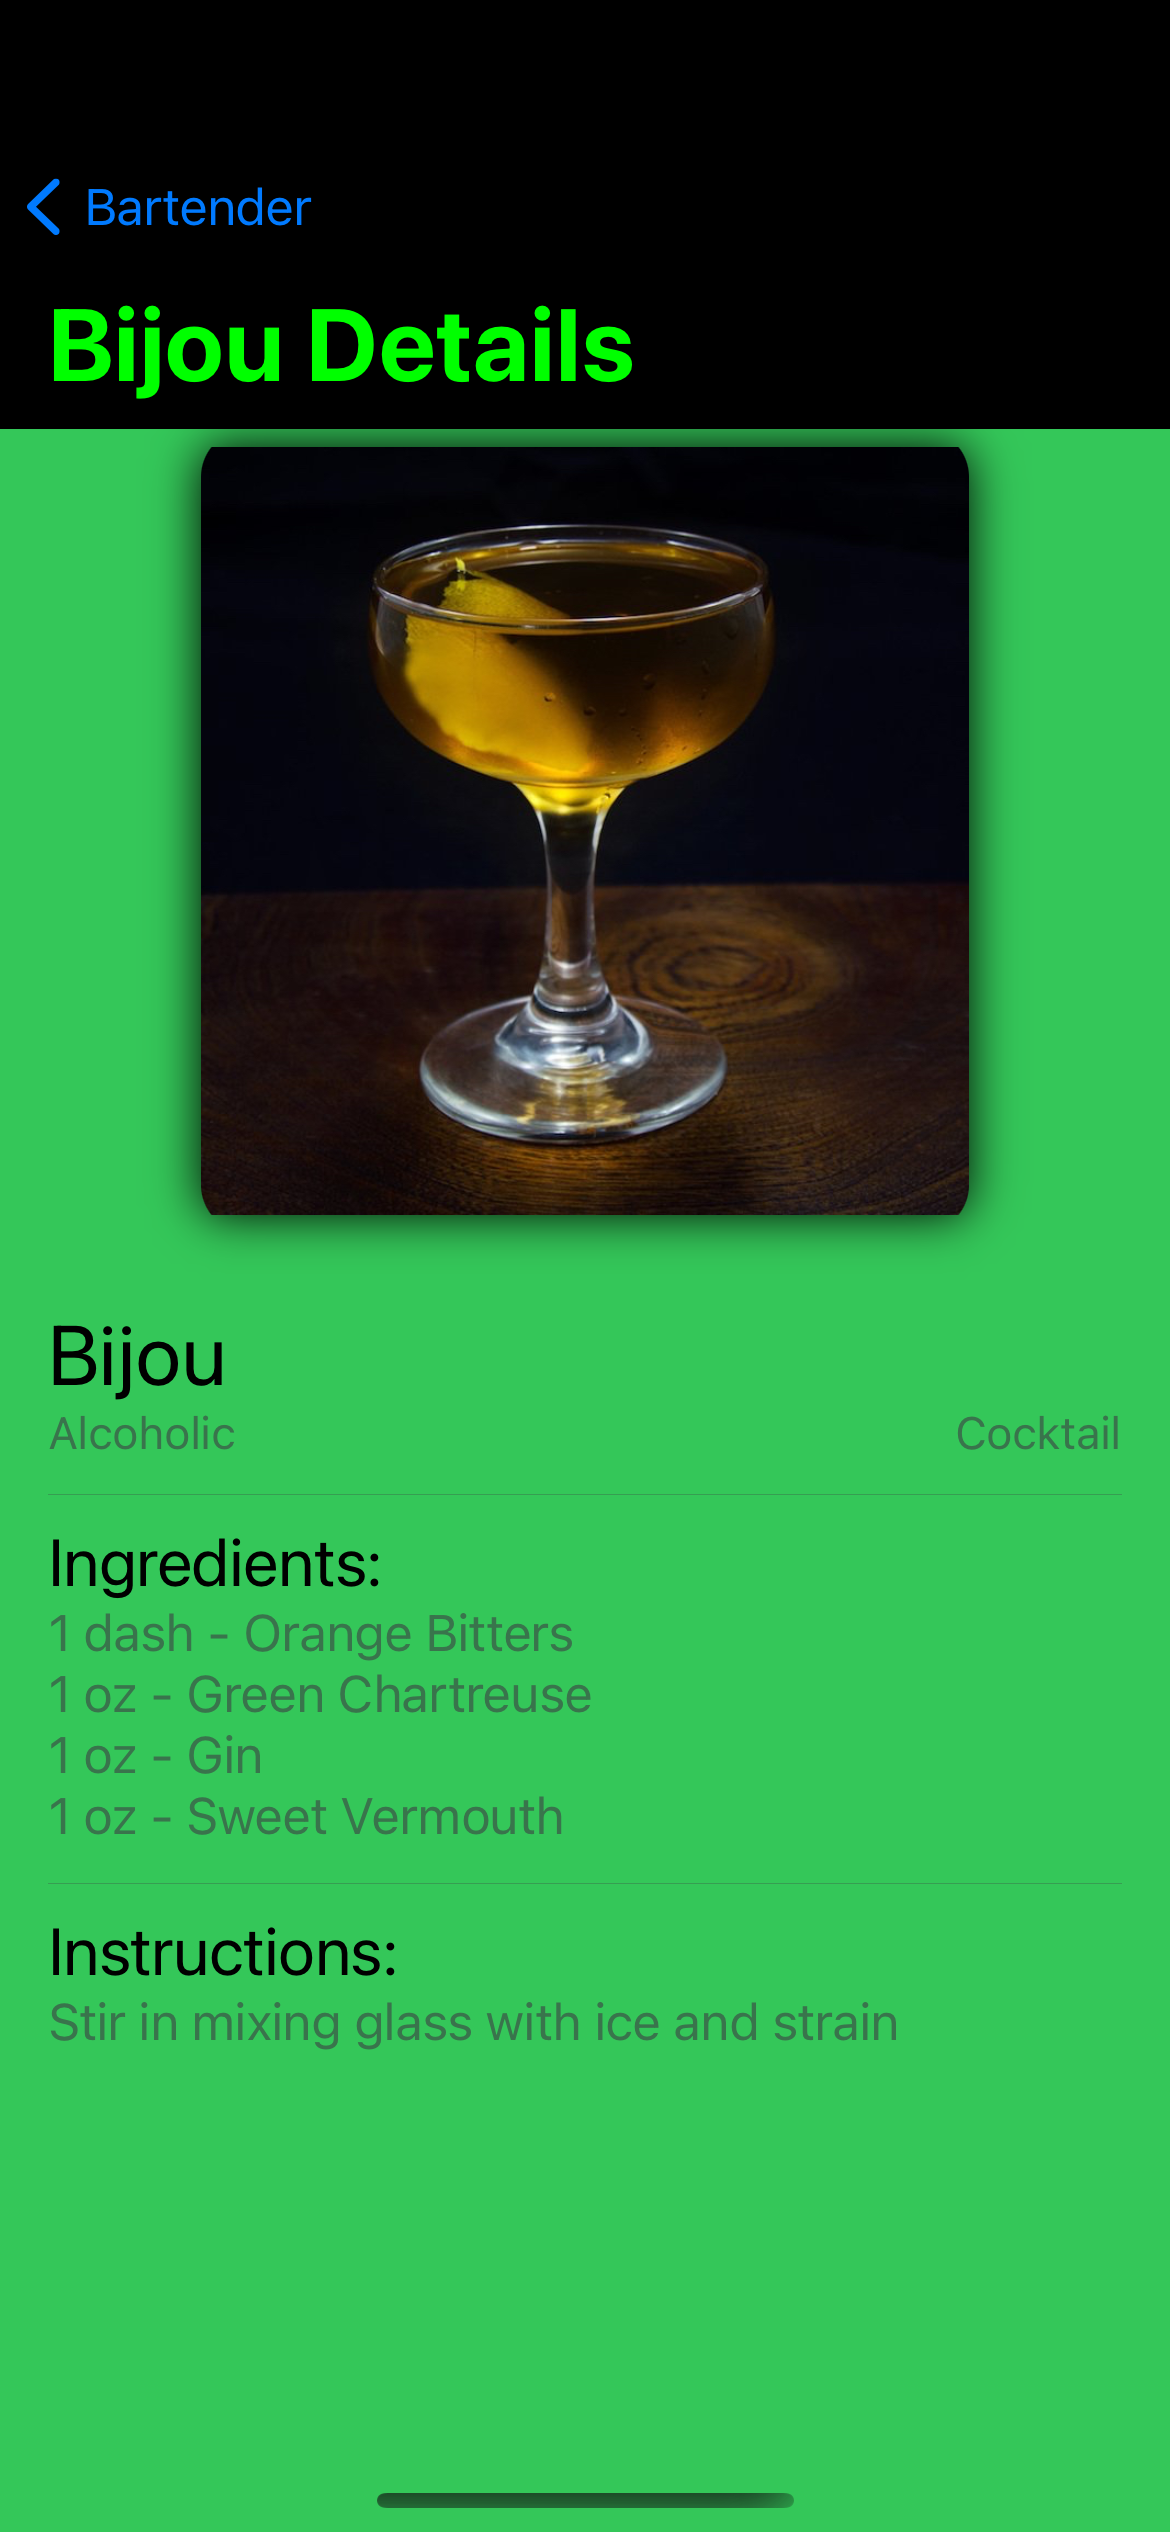 Bartender
Bijou Details
Bijou
Alcoholic Cocktail
Ingredients:
1 dash - Orange Bitters
1 oz - Green Chartreuse
1 oz - Gin
1 oz - Sweet Vermouth
Instructions:
Stir in mixing glass with ice and strain